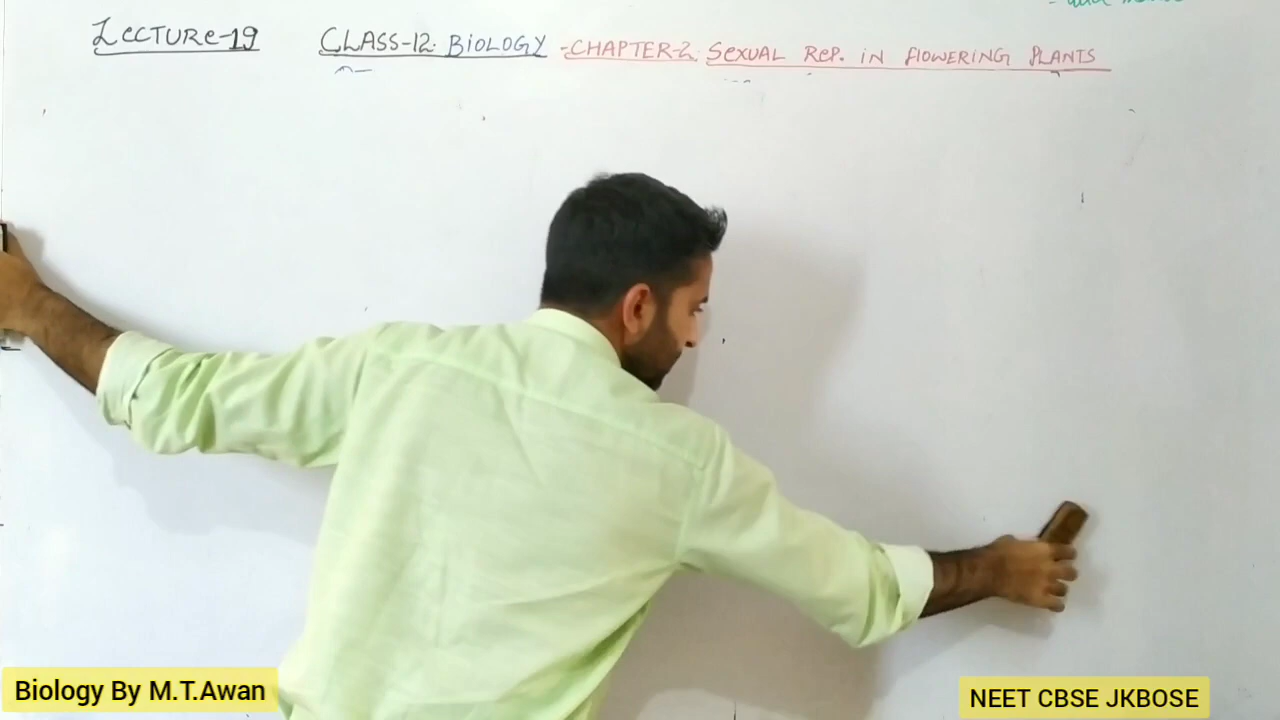 LECTURE-19 CLASS-12. BIOLOGY -CHAPTER-2. SEXUAL REP. IN FLOWERING PLANTS
Biology By M.T.Awan
NEET CBSE JKBOSE